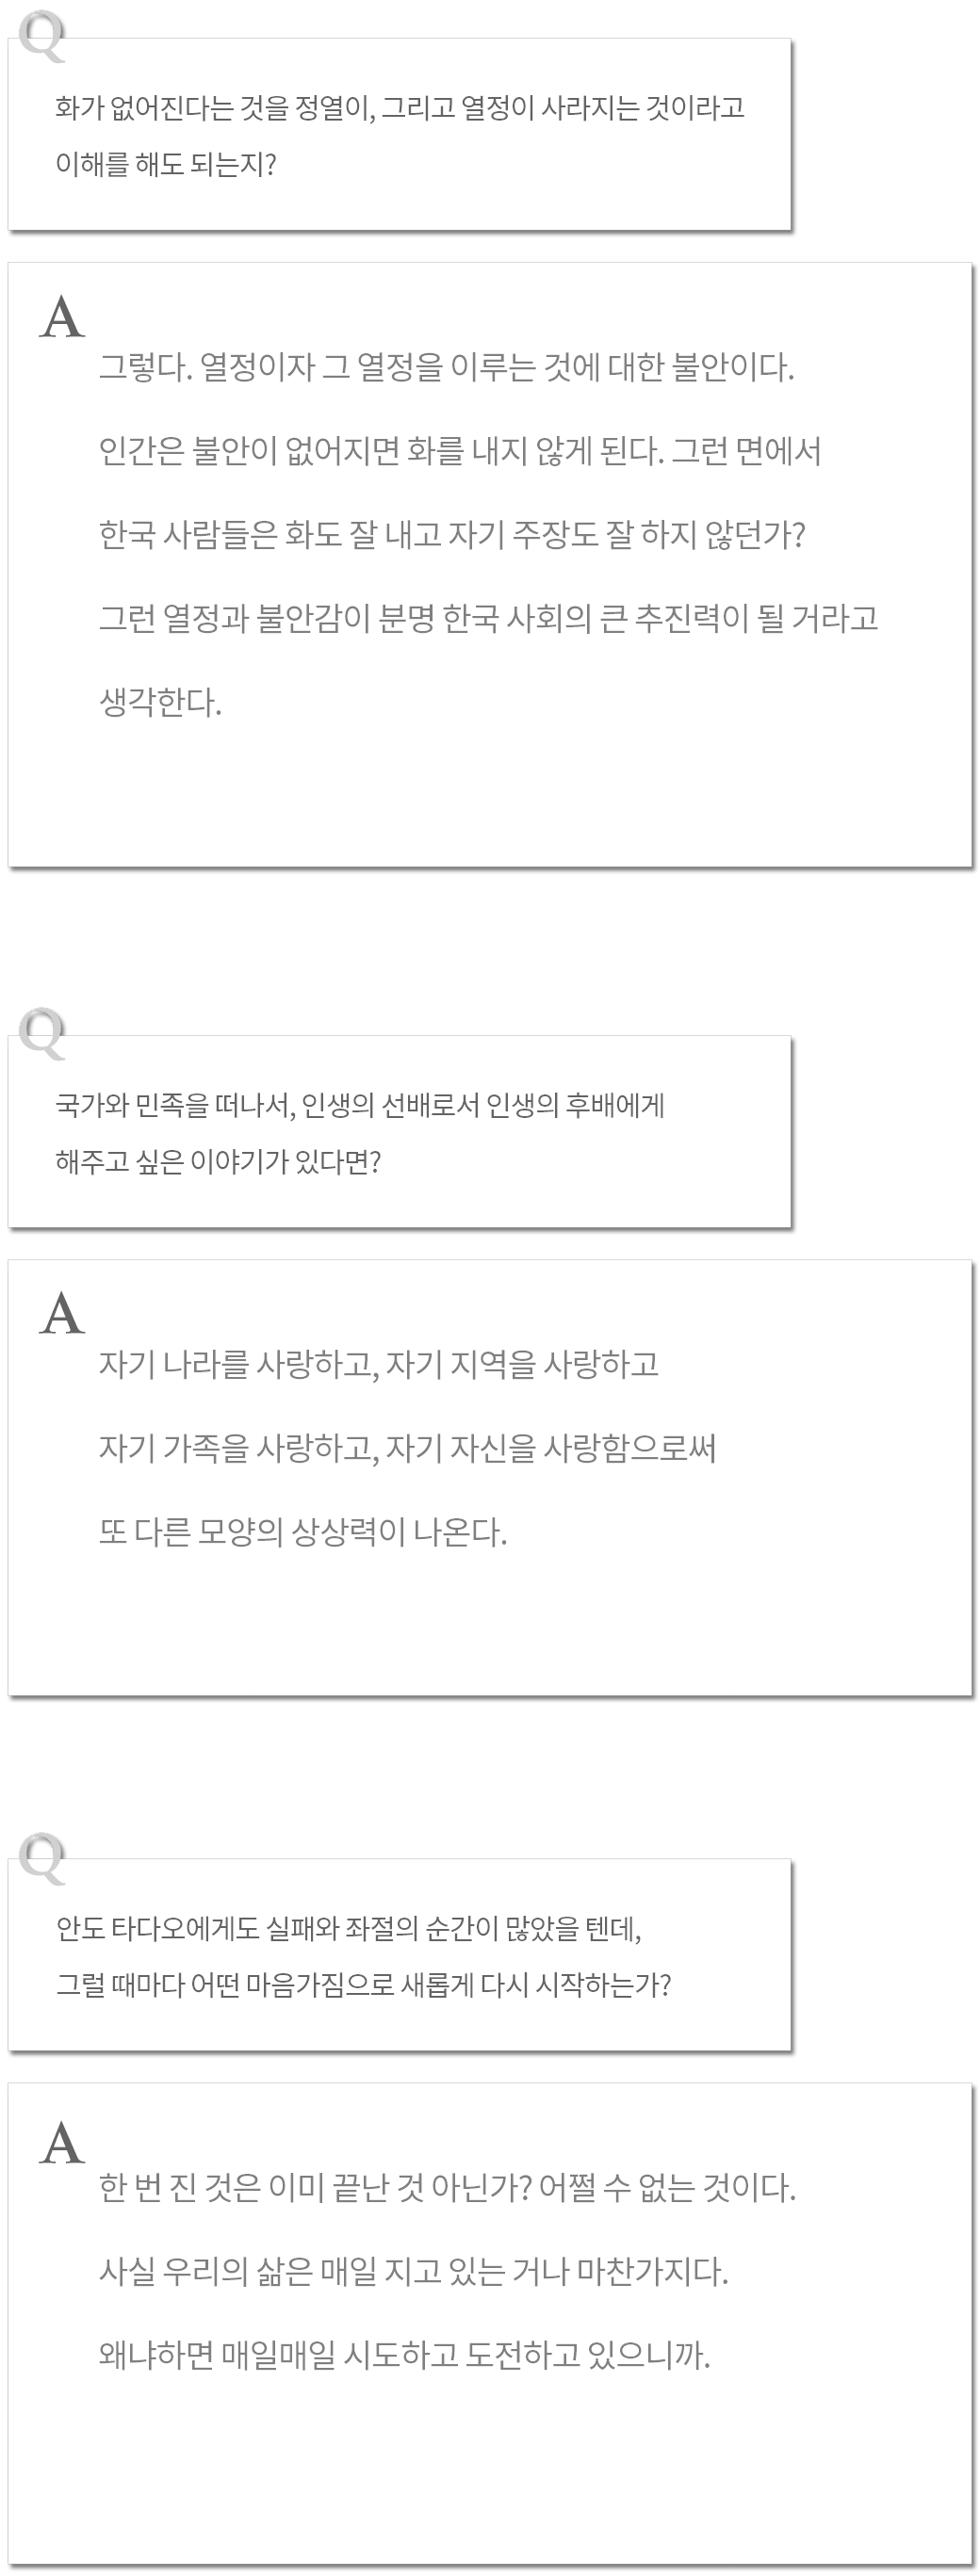 Q
화가 없어진다는 것을 정열이, 그리고 열정이 사라지는 것이라고
이해를 해도 되는지?
A
그렇다. 열정이자 그 열정을 이루는 것에 대한 불안이다.
인간은 불안이 없어지면 화를 내지 않게 된다. 그런 면에서
한국 사람들은 화도 잘 내고 자기 주장도 잘 하지 않던가?
그런 열정과 불안감이 분명 한국 사회의 큰 추진력이 될 거라고
생각한다.
Q
국가와 민족을 떠나서, 인생의 선배로서 인생의 후배에게
해주고 싶은 이야기가 있다면?
A
자기 나라를 사랑하고, 자기 지역을 사랑하고
자기 가족을 사랑하고, 자기 자신을 사랑함으로써
또 다른 모양의 상상력이 나온다.
Q
안도 타다오에게도 실패와 좌절의 순간이 많았을 텐데,
그럴 때마다 어떤 마음가짐으로 새롭게 다시 시작하는가?
A
한 번 진 것은 이미 끝난 것 아닌가? 어쩔 수 없는 것이다.
사실 우리의 삶은 매일 지고 있는 거나 마찬가지다.
왜냐하면 매일매일 시도하고 도전하고 있으니까.